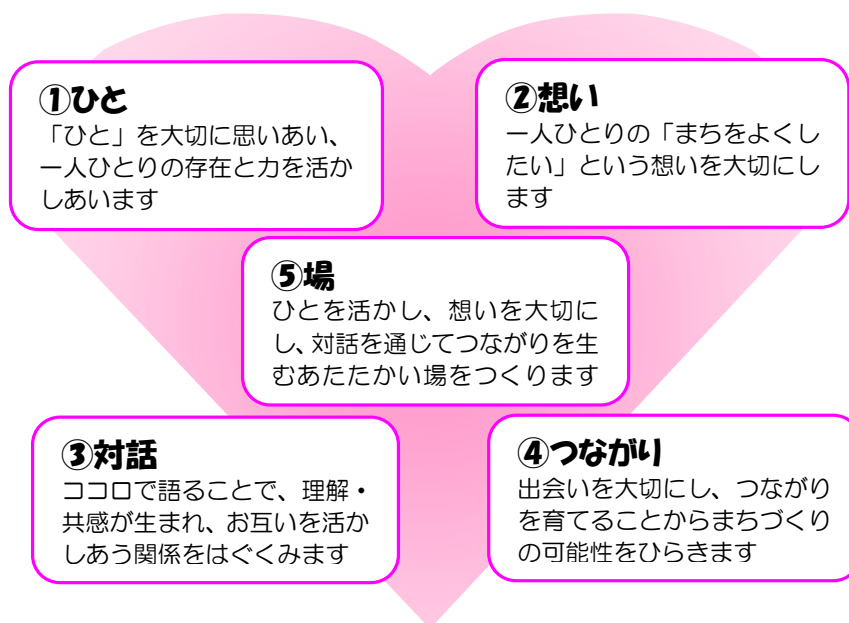 ①ひと
「ひと」を大切に思いあい、
一人ひとりの存在と力を活か
しあいます
②想い
一人ひとりの「まちをよくし
たい」という想いを大切にし
ます
⑤場
ひとを活かし、想いを大切に
し、対話を通じてつながりを生
むあたたかい場をつくります
③対話
ココロで語ることで、理解・
共感が生まれ、お互いを活か
しあう関係をはぐくみます
④つながり
出会いを大切にし、つながり
を育てることからまちづくり
の可能性をひらきます